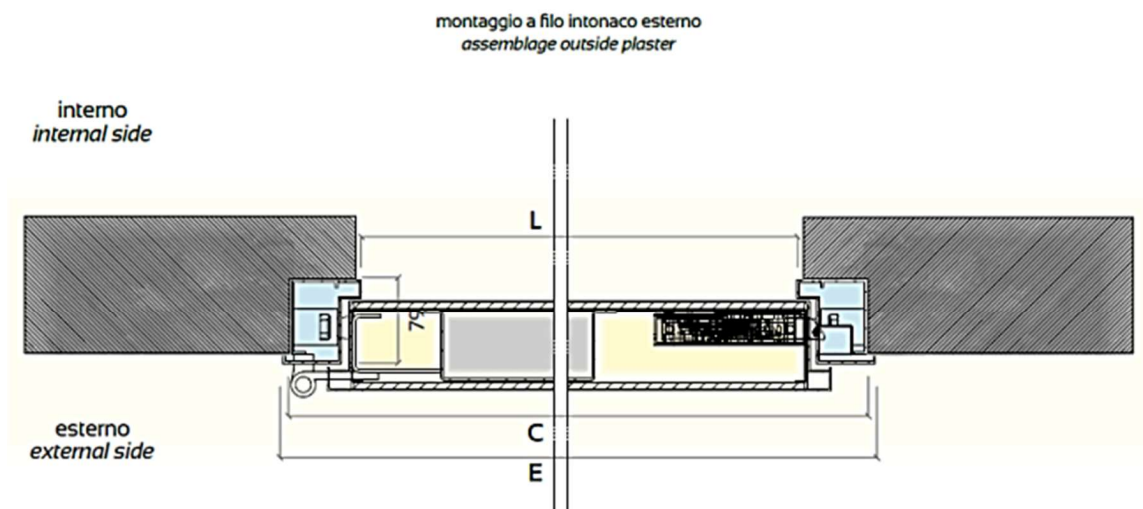 montaggio a filo intonaco esterno
assemblage outside plaster
interno
internal side
L
79
esterno
external side
C
E